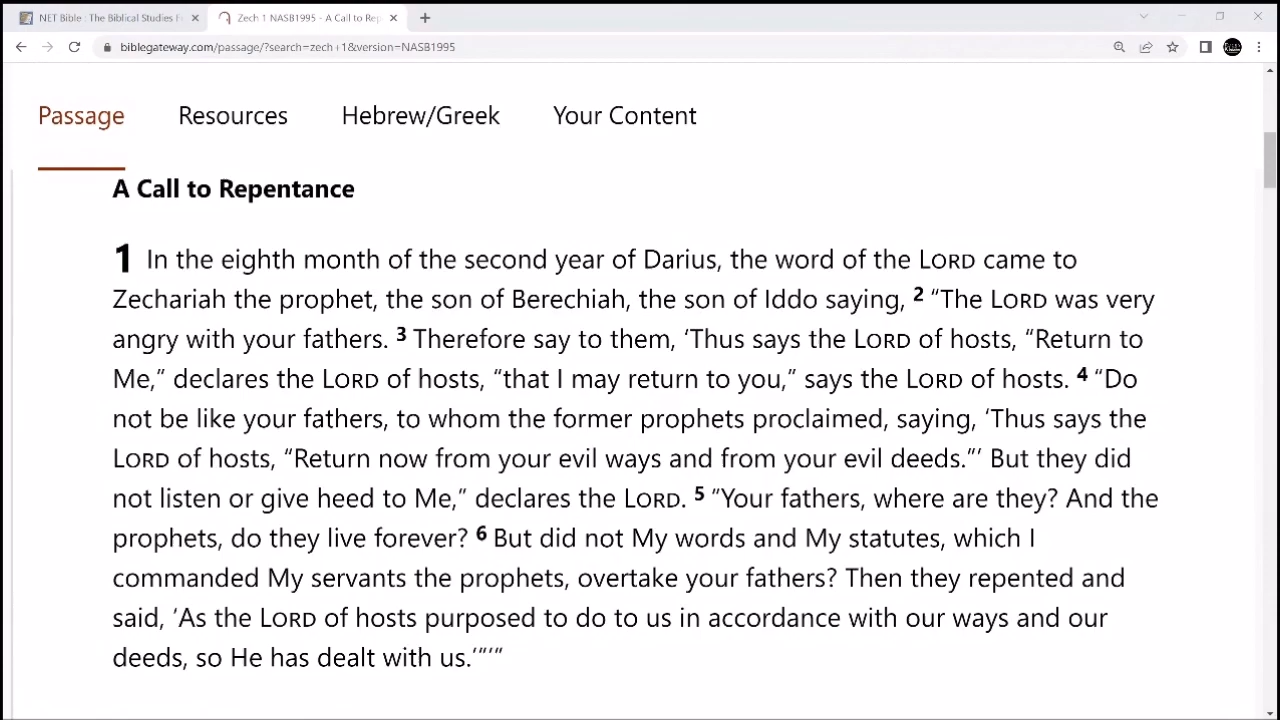 NET Bible : The Biblical Studies F
Zech 1 NASB1995 - A Call to Rep
biblegateway.com/passage/?search=zech+1&version=NASB1995
Passage Resources Hebrew/Greek Your Content
A Call to Repentance
1 In the eighth month of the second year of Darius, the word of the LORD came to
Zechariah the prophet, the son of Berechiah, the son of Iddo saying, 2 “The LORD was very
angry with your fathers. 3 Therefore say to them, ‘Thus says the LORD of hosts, “Return to
Me,” declares the LORD of hosts, “that I may return to you,” says the LORD of hosts. 4 “Do
not be like your fathers, to whom the former prophets proclaimed, saying, ‘Thus says the
LORD of hosts, “Return now from your evil ways and from your evil deeds.”’ But they did
not listen or give heed to Me,” declares the LORD. 5 “Your fathers, where are they? And the
prophets, do they live forever? 6 But did not My words and My statutes, which I
commanded My servants the prophets, overtake your fathers? Then they repented and
said, ‘As the LORD of hosts purposed to do to us in accordance with our ways and our
deeds, so He has dealt with us.’”’”